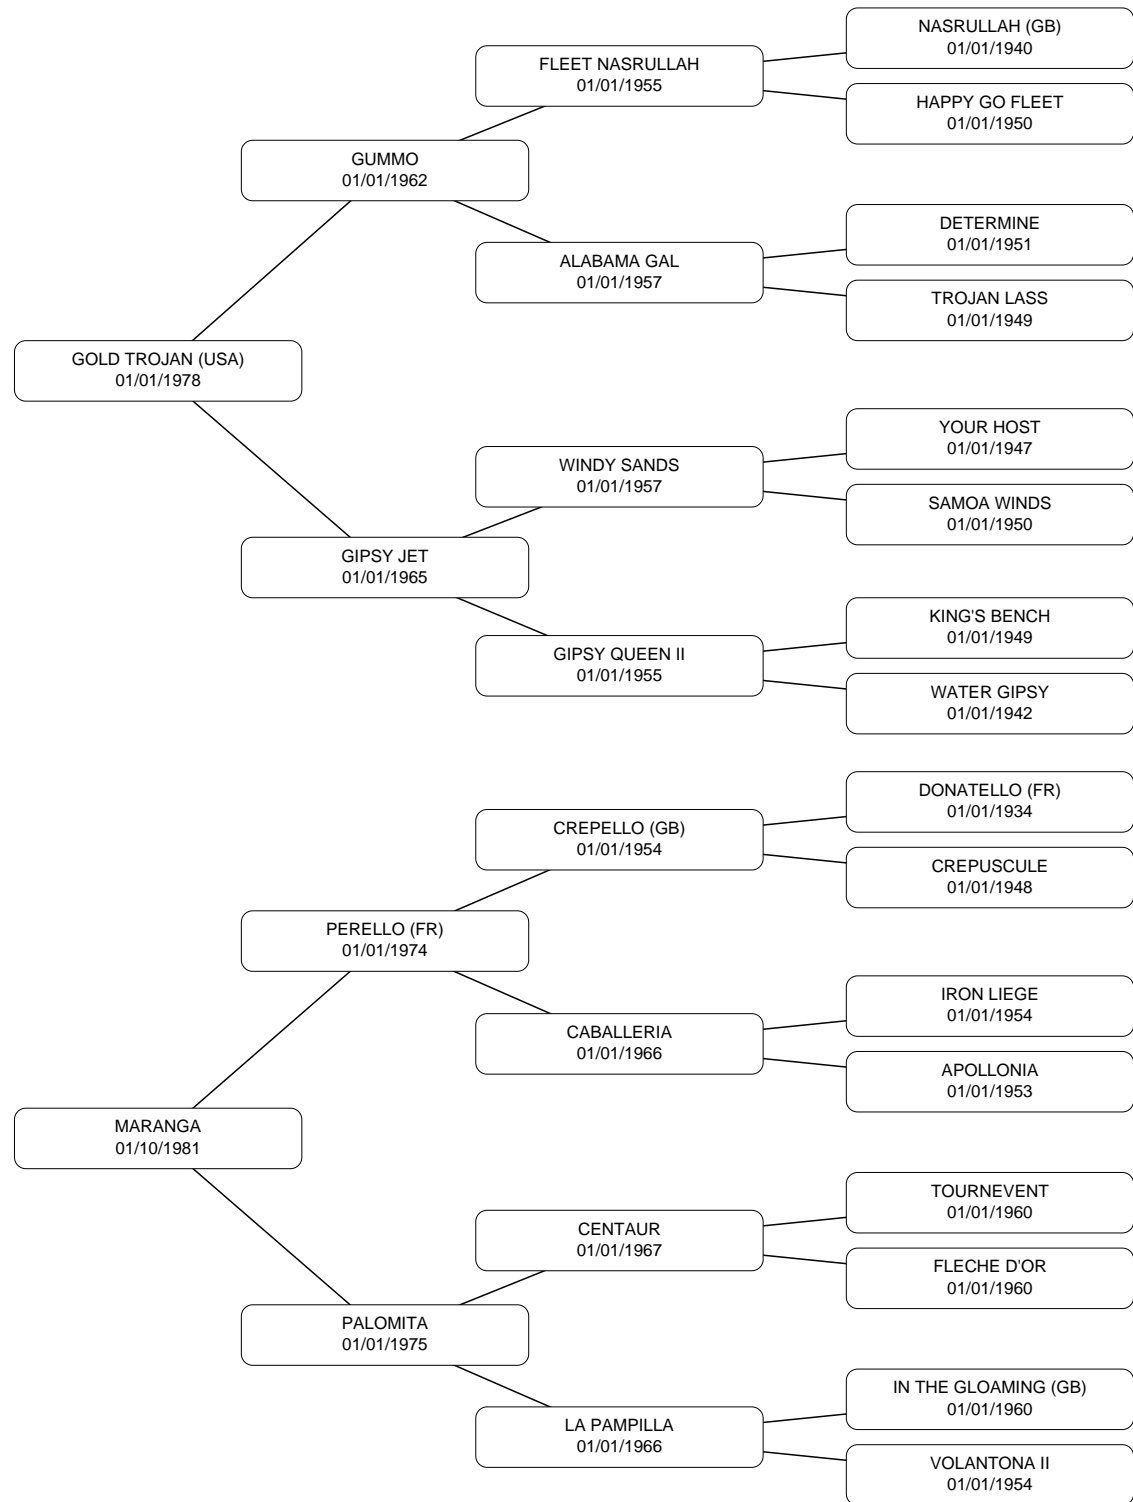 NASRULLAH (GB)
01/01/1940
FLEET NASRULLAH
01/01/1955
HAPPY GO FLEET
01/01/1950
GUMMO
01/01/1962
DETERMINE
01/01/1951
ALABAMA GAL
01/01/1957
TROJAN LASS
01/01/1949
GOLD TROJAN (USA)
01/01/1978
YOUR HOST
01/01/1947
WINDY SANDS
01/01/1957
SAMOA WINDS
01/01/1950
GIPSY JET
01/01/1965
KING'S BENCH
01/01/1949
GIPSY QUEEN II
01/01/1955
WATER GIPSY
01/01/1942
DONATELLO (FR)
01/01/1934
CREPELLO (GB)
01/01/1954
CREPUSCULE
01/01/1948
PERELLO (FR)
01/01/1974
IRON LIEGE
01/01/1954
CABALLERIA
01/01/1966
APOLLONIA
01/01/1953
MARANGA
01/10/1981
TOURNEVENT
01/01/1960
CENTAUR
01/01/1967
FLECHE D'OR
01/01/1960
PALOMITA
01/01/1975
IN THE GLOAMING (GB)
01/01/1960
LA PAMPILLA
01/01/1966
VOLANTONA II
01/01/1954